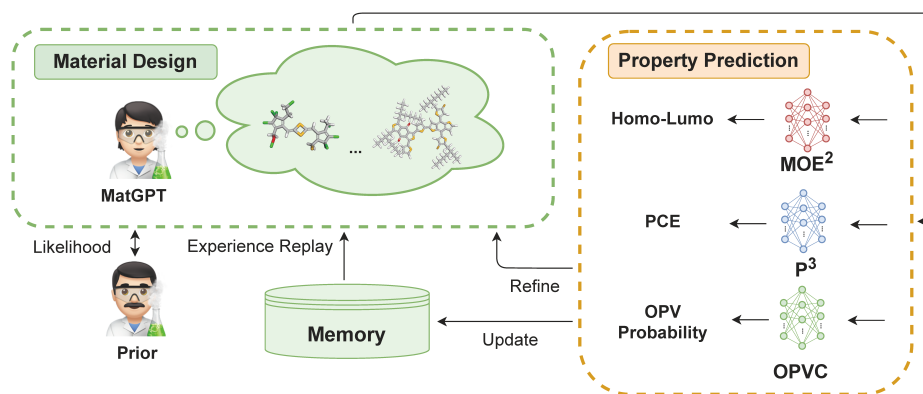 Material Design
...
MatGPT
Likelihood
Experience Replay
Prior
Memory
Refine
Update
Property Prediction
Homo-Lumo
MOE²
PCE
P³
OPV
Probability
OPVC